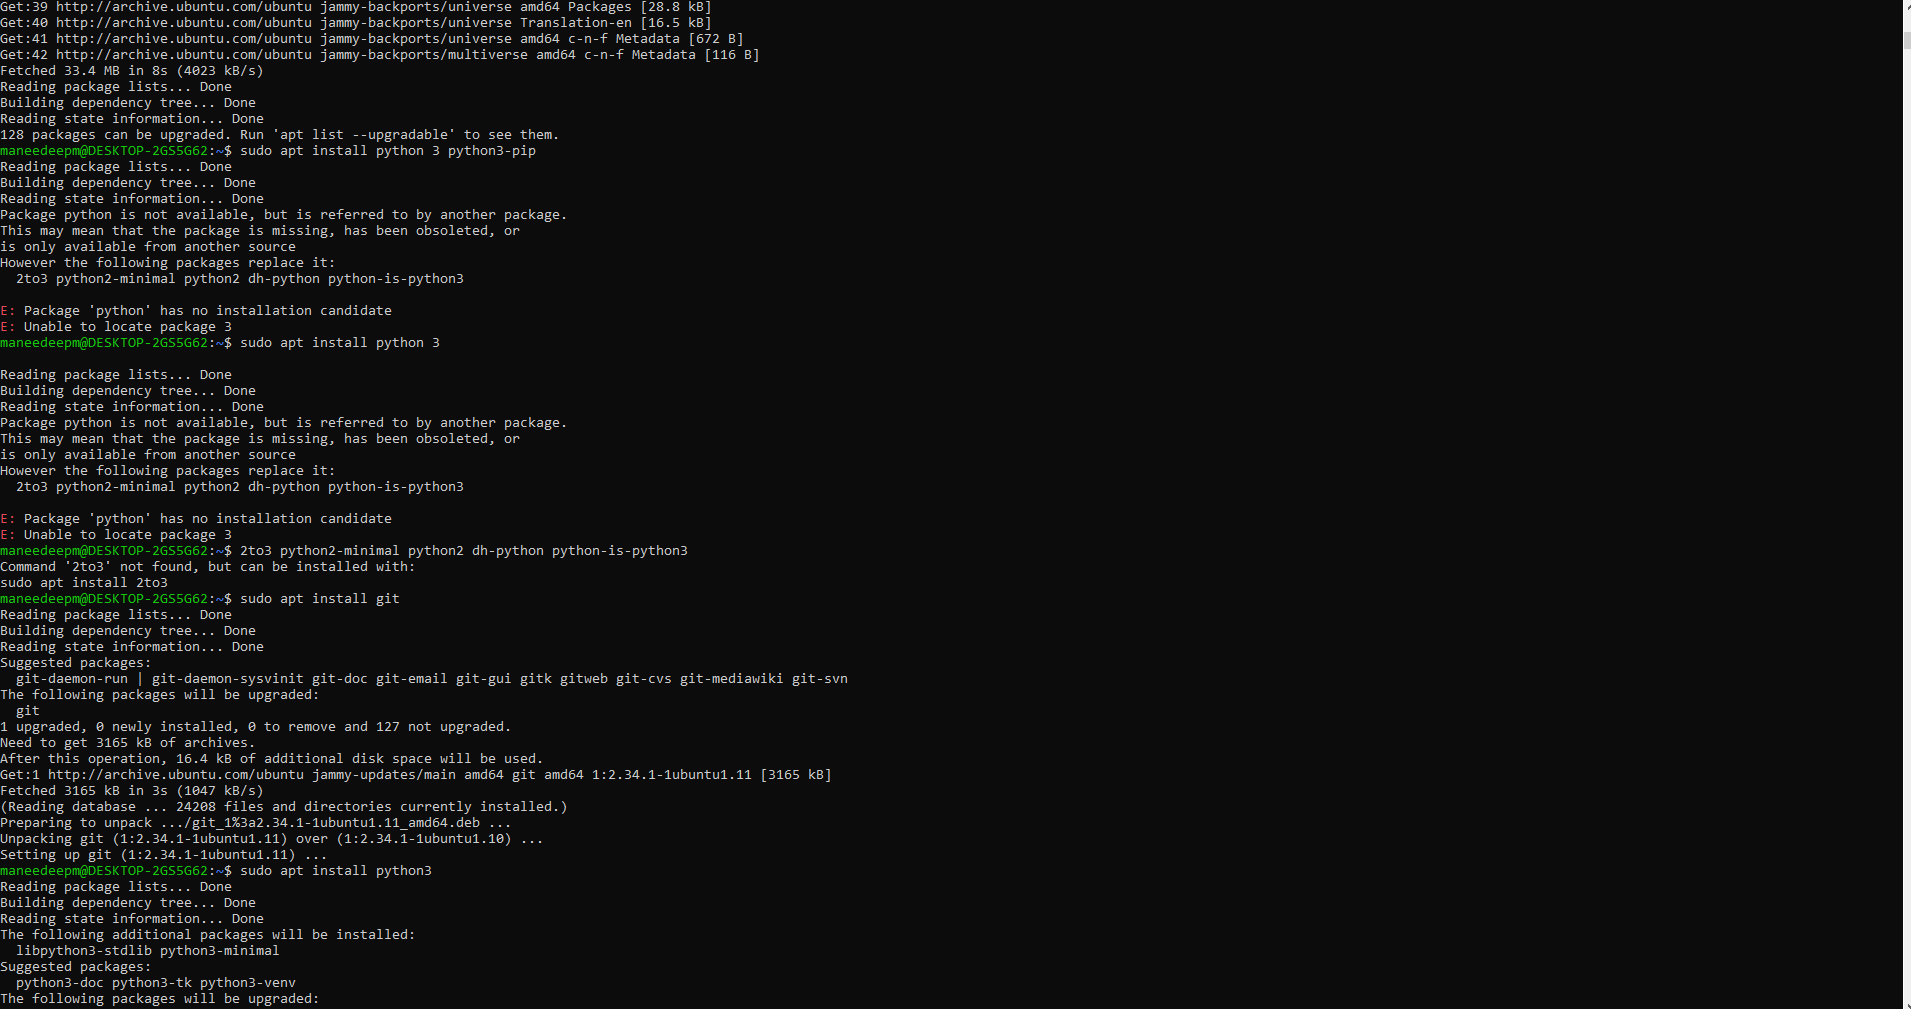 Get:39 http://archive.ubuntu.com/ubuntu jammy-backports/universe amd64 Packages [28.8 kB]
Get:40 http://archive.ubuntu.com/ubuntu jammy-backports/universe Translation-en [16.5 kB]
Get:41 http://archive.ubuntu.com/ubuntu jammy-backports/universe amd64 c-n-f Metadata [672 B]
Get:42 http://archive.ubuntu.com/ubuntu jammy-backports/multiverse amd64 c-n-f Metadata [116 B]
Fetched 33.4 MB in 8s (4023 kB/s)
Reading package lists... Done
Building dependency tree... Done
Reading state information... Done
128 packages can be upgraded. Run 'apt list --upgradable' to see them.
maneedeepm@DESKTOP-2GS5G62:~$ sudo apt install python 3 python3-pip
Reading package lists... Done
Building dependency tree... Done
Reading state information... Done
Package python is not available, but is referred to by another package.
This may mean that the package is missing, has been obsoleted, or
is only available from another source
However the following packages replace it:
  2to3 python2-minimal python2 dh-python python-is-python3

E: Package 'python' has no installation candidate
E: Unable to locate package 3
maneedeepm@DESKTOP-2GS5G62:~$ sudo apt install python 3

Reading package lists... Done
Building dependency tree... Done
Reading state information... Done
Package python is not available, but is referred to by another package.
This may mean that the package is missing, has been obsoleted, or
is only available from another source
However the following packages replace it:
  2to3 python2-minimal python2 dh-python python-is-python3

E: Package 'python' has no installation candidate
E: Unable to locate package 3
maneedeepm@DESKTOP-2GS5G62:~$ 2to3 python2-minimal python2 dh-python python-is-python3
Command '2to3' not found, but can be installed with:
sudo apt install 2to3
maneedeepm@DESKTOP-2GS5G62:~$ sudo apt install git
Reading package lists... Done
Building dependency tree... Done
Reading state information... Done
Suggested packages:
  git-daemon-run | git-daemon-sysvinit git-doc git-email git-gui gitk gitweb git-cvs git-mediawiki git-svn
The following packages will be upgraded:
  git
1 upgraded, 0 newly installed, 0 to remove and 127 not upgraded.
Need to get 3165 kB of archives.
After this operation, 16.4 kB of additional disk space will be used.
Get:1 http://archive.ubuntu.com/ubuntu jammy-updates/main amd64 git amd64 1:2.34.1-1ubuntu1.11 [3165 kB]
Fetched 3165 kB in 3s (1047 kB/s)
(Reading database ... 24208 files and directories currently installed.)
Preparing to unpack .../git_1%3a2.34.1-1ubuntu1.11_amd64.deb ...
Unpacking git (1:2.34.1-1ubuntu1.11) over (1:2.34.1-1ubuntu1.10) ...
Setting up git (1:2.34.1-1ubuntu1.11) ...
maneedeepm@DESKTOP-2GS5G62:~$ sudo apt install python3
Reading package lists... Done
Building dependency tree... Done
Reading state information... Done
The following additional packages will be installed:
  libpython3-stdlib python3-minimal
Suggested packages:
  python3-doc python3-tk python3-venv
The following packages will be upgraded: